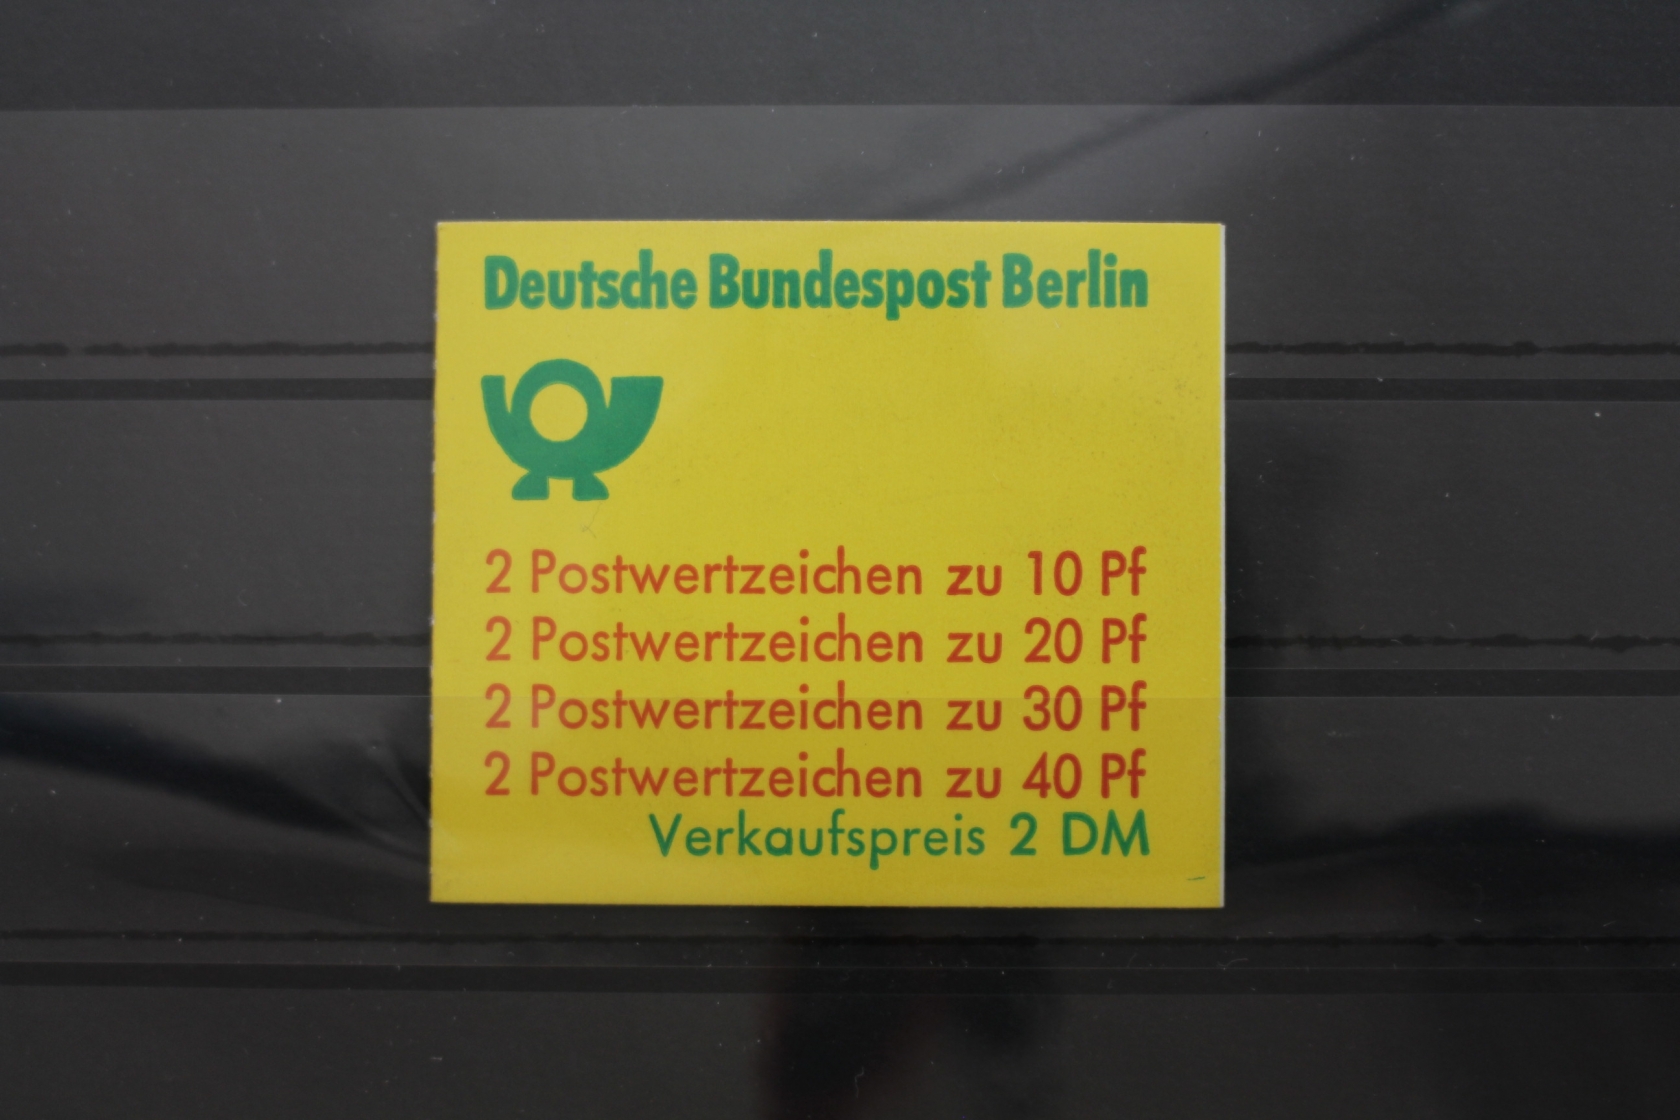 Deutsche Bundespost Berlin
2 Postwertzeichen zu 10 Pf
2 Postwertzeichen zu 20 Pf
2 Postwertzeichen zu 30 Pf
2 Postwertzeichen zu 40 Pf
Verkaufspreis 2 DM